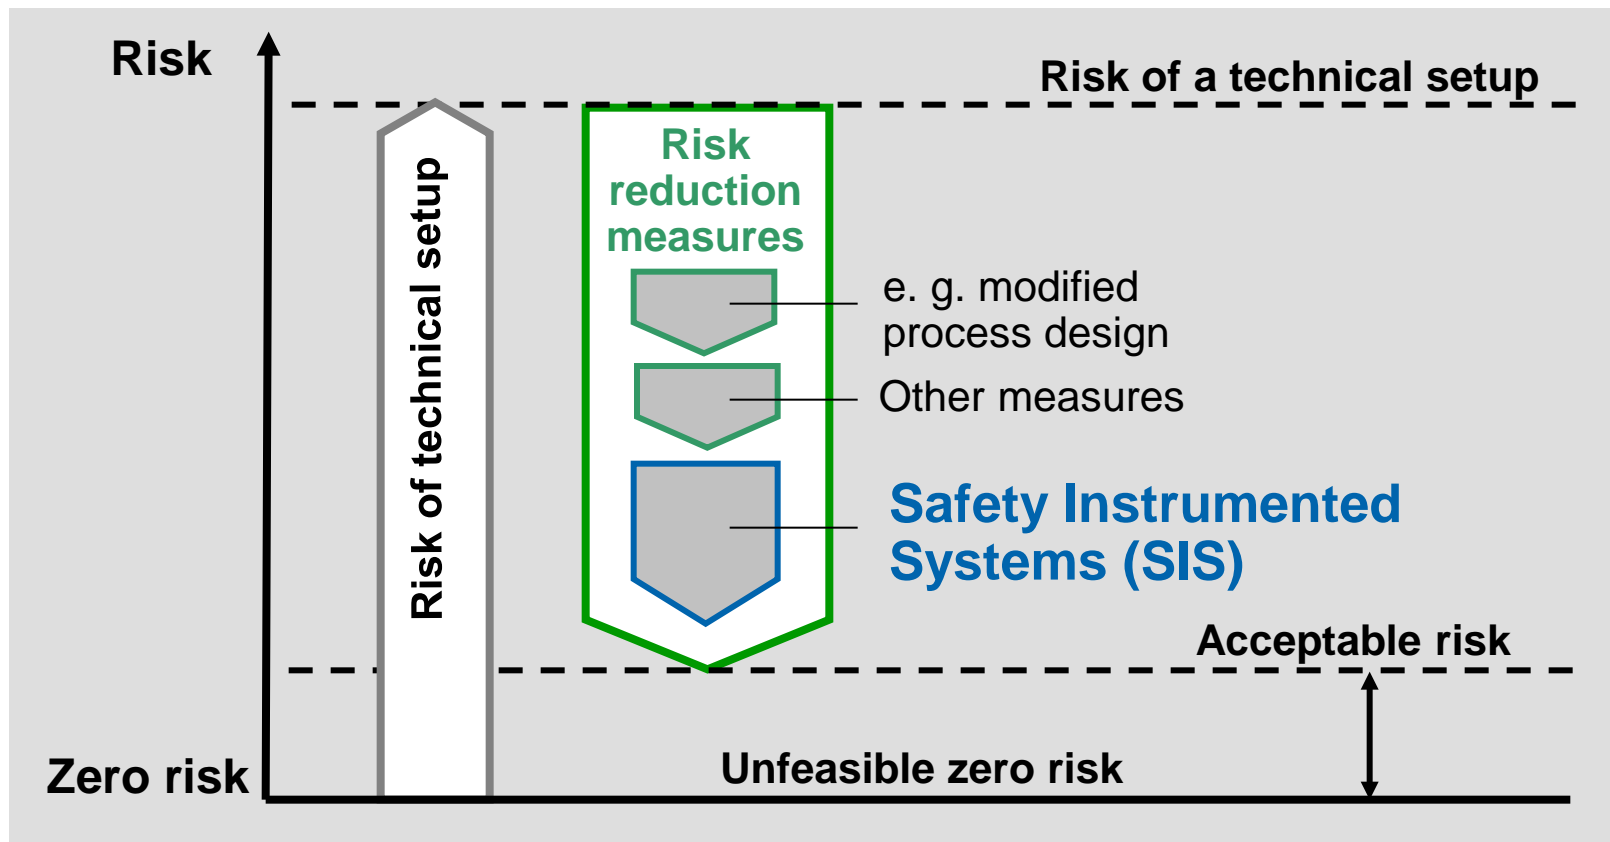 Risk
Risk of a technical setup
Risk of technical setup
Risk
reduction
measures
e. g. modified
process design
Other measures
Safety Instrumented
Systems (SIS)
Acceptable risk
Zero risk
Unfeasible zero risk